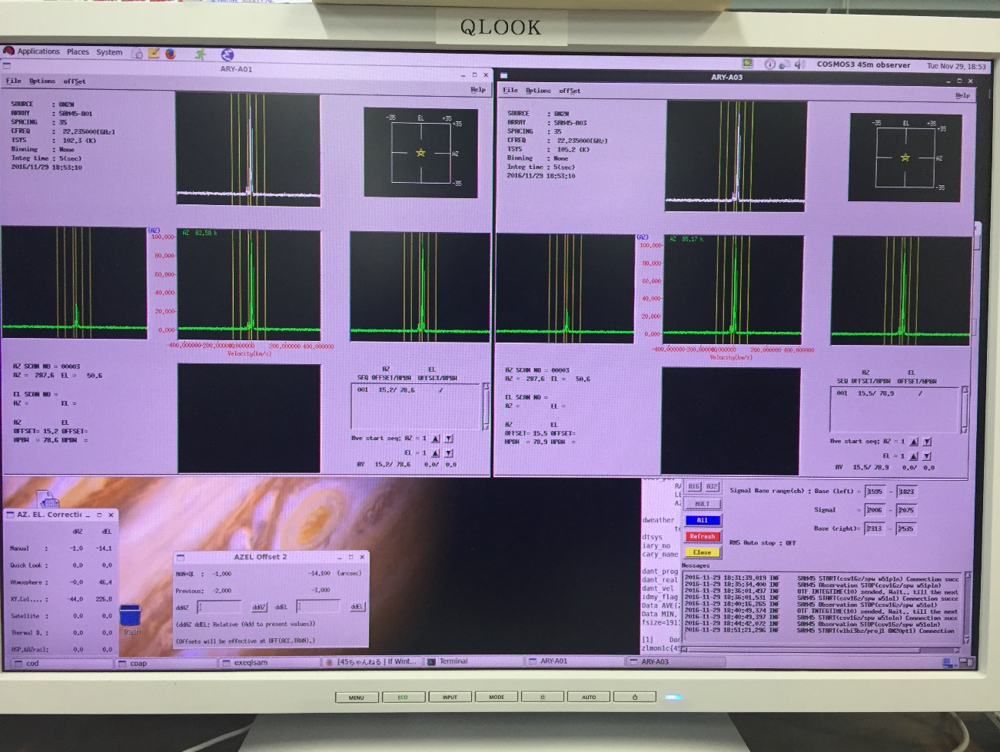 QLOOK
Applications Places System
COSMOS3 45m observer Tue Nov 29, 18:53
ARY-A01
File Options offSet
Help
SOURCE : ON2N
ARRAY : SAM45-A01
SPACING : 35
CFREQ : 22.235000[GHz]
TSYS : 102.3 (K)
Binning : None
Integ time : 5(sec)
2016/11/29 18:53:10
-35 EL +35
+35
AZ
-35
(AZ)
100.000
80.000
60.000
40.000
20.000
0.000
AZ 82.58 k
200.000000 400.000000
Velocity(km/s)
AZ SCAN NO = 00003
AZ = 287.6 EL = 50.6
EL SCAN NO =
AZ = EL =
AZ EL
OFFSET= 15.2 OFFSET=
HPBW = 78.6 HPBW =
AZ EL
SEQ OFFSET/HPBW OFFSET/HPBW
001 15.2/ 78.6 /
Ave start seq: AZ = 1
EL = 1
AV 15.2/ 78.6 0.0/ 0.0
ARY-A03
File Options offSet
Help
SOURCE : ON2N
ARRAY : SAM45-A03
SPACING : 35
CFREQ : 22.235000[GHz]
TSYS : 105.2 (K)
Binning : None
Integ time : 5(sec)
2016/11/29 18:53:10
-35 EL +35
+35
AZ
-35
(AZ)
100.000
80.000
60.000
40.000
20.000
0.000
AZ 85.17 k
200.000000 400.000000
Velocity(km/s)
AZ SCAN NO = 00003
AZ = 287.6 EL = 50.6
EL SCAN NO =
AZ = EL =
AZ EL
OFFSET= 15.5 OFFSET=
HPBW = 78.9 HPBW =
AZ EL
SEQ OFFSET/HPBW OFFSET/HPBW
001 15.5/ 78.9 /
Ave start seq: AZ = 1
EL = 1
AV 15.5/ 78.9 0.0/ 0.0
AZ. EL. Correctic
dAZ dEL
Manual : -1.0 -14.1
Quick Look : 0.0 0.0
Atmosphere : -0.0 46.4
XY,Col.... : -44.0 226.8
Satellite : 0.0 0.0
Thermal D. : 0.0 0.0
0.0 0.0
Trash
AZEL Offset 2
MAN+QL : -1.000 -14.100 (arcsec)
Previous: -2.000 -3.000
ddAZ ddAZ ddEL ddEL
(ddAZ ddEL: Relative (Add to present values))
(Offsets will be effective at OFF(ACC,TRAN).)
dweather
dtsys
iary_no
cary_name
dant_prog
dant_real
dant_vel
idmy_flag
Data AVE(
Data MIN,
fsize=191
[1] Do
A16 A32
MULT
All
Refresh
Close
Signal Base range(ch) : Base (left) = 1595 - 1823
Signal = 2006 - 2075
Base (right)= 2313 - 2535
RMS Auto stop : OFF
Messages
2016-11-29 18:31:39.019 INF SAM45 START(csv16z/spw w51pln) Connection succ
2016-11-29 18:35:34.400 INF SAM45 Observation STOP(csv16z/spw w51pln)
2016-11-29 18:36:01.497 INF OTF INTEGTIME(10) sended. Wait.. till the next
2016-11-29 18:36:01.531 INF SAM45 START(csv16z/spw w51ol) Connection succ
2016-11-29 18:40:16.265 INF SAM45 Observation STOP(csv16z/spw w51ol)
2016-11-29 18:40:49.374 INF OTF INTEGTIME(10) sended. Wait.. till the next
2016-11-29 18:40:49.397 INF SAM45 START(csv16z/spw w51oln) Connection succ
2016-11-29 18:44:42.072 INF SAM45 Observation STOP(csv16z/spw w51oln)
2016-11-29 18:51:21.296 INF SAM45 START(vlbi3bz/proj1 ON2Opt1) Connection
cod
coap
exeqlsam
[45ちゃんねる | If Wint...
Terminal
ARY-A01
ARY-A03
MENU ECO INPUT MODE AUTO